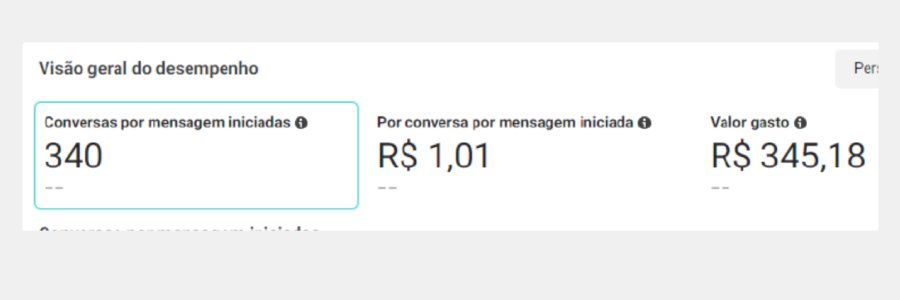 Visão geral do desempenho
Pers
Conversas por mensagem iniciadas
340
--
Por conversa por mensagem iniciada
R$ 1,01
--
Valor gasto
R$ 345,18
--